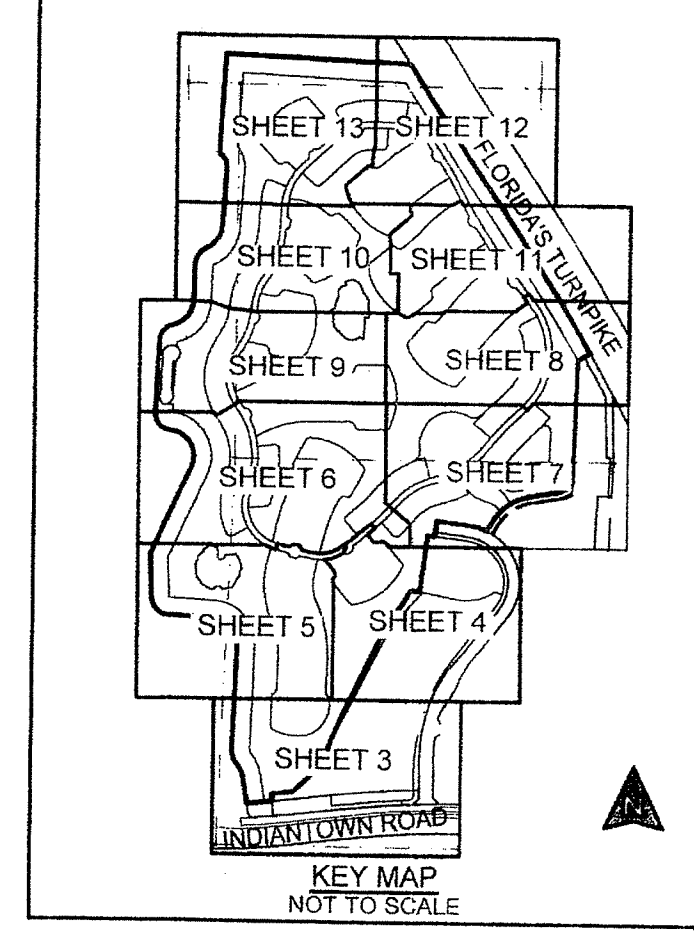 SHEET 13
SHEET 12
FLORIDA'S TURNPIKE
SHEET 10
SHEET 11
SHEET 9
SHEET 8
SHEET 6
SHEET 7
SHEET 5
SHEET 4
SHEET 3
N
INDIANTOWN ROAD
KEY MAP
NOT TO SCALE